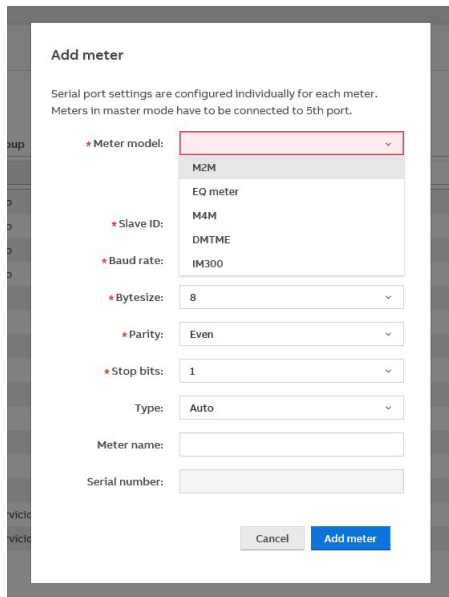 Add meter
Serial port settings are configured individually for each meter.
Meters in master mode have to be connected to 5th port.
* Meter model:
M2M
EQ meter
M4M
DMTME
IM300
* Slave ID:
* Baud rate:
* Bytesize: 8
* Parity: Even
* Stop bits: 1
Type: Auto
Meter name:
Serial number:
Cancel Add meter